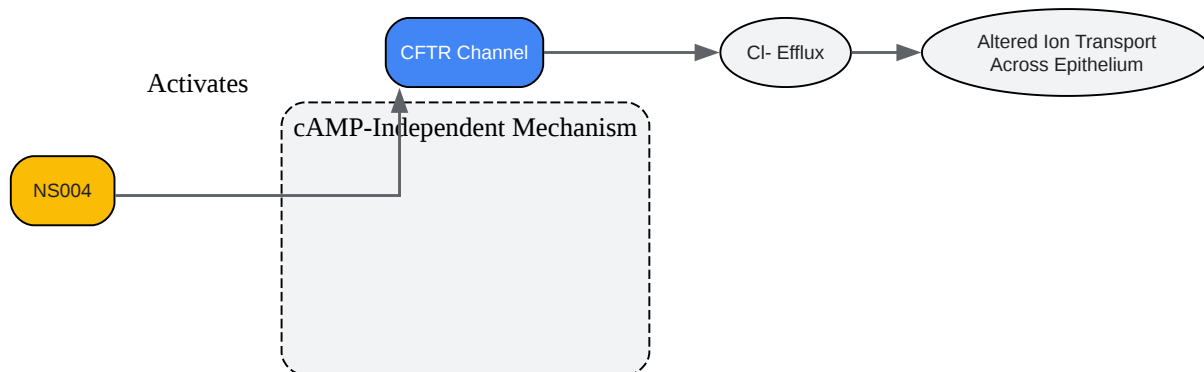 CFTR Channel
Cl- Efflux
Altered Ion Transport
Across Epithelium
Activates
cAMP-Independent Mechanism
NS004